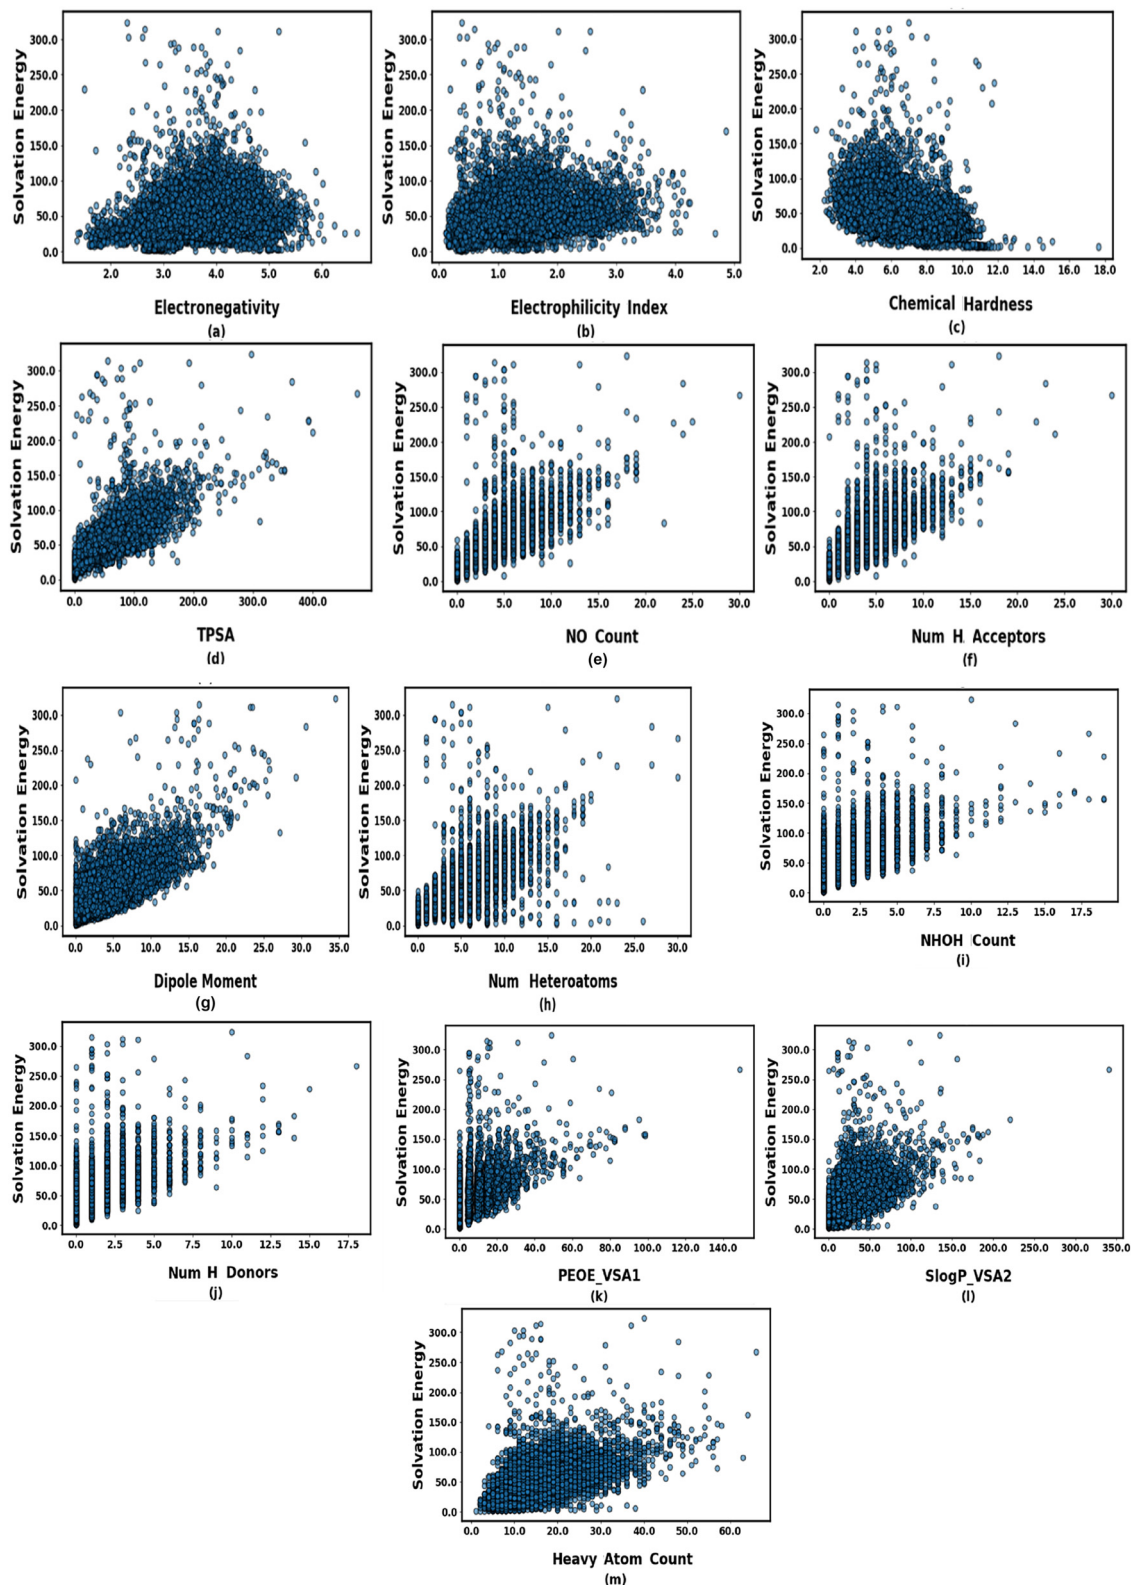 Solvation Energy
300.0
250.0
200.0
150.0
100.0
50.0
0.0
2.0 3.0 4.0 5.0 6.0
Electronegativity
(a)
Solvation Energy
300.0
250.0
200.0
150.0
100.0
50.0
0.0
0.0 1.0 2.0 3.0 4.0 5.0
Electrophilicity Index
(b)
Solvation Energy
300.0
250.0
200.0
150.0
100.0
50.0
0.0
2.0 4.0 6.0 8.0 10.0 12.0 14.0 16.0 18.0
Chemical Hardness
(c)
Solvation Energy
300.0
250.0
200.0
150.0
100.0
50.0
0.0
0.0 100.0 200.0 300.0 400.0
TPSA
(d)
Solvation Energy
300.0
250.0
200.0
150.0
100.0
50.0
0.0
0.0 5.0 10.0 15.0 20.0 25.0 30.0
NO Count
(e)
Solvation Energy
300.0
250.0
200.0
150.0
100.0
50.0
0.0
0.0 5.0 10.0 15.0 20.0 25.0 30.0
Num H Acceptors
(f)
Solvation Energy
300.0
250.0
200.0
150.0
100.0
50.0
0.0
0.0 5.0 10.0 15.0 20.0 25.0 30.0 35.0
Dipole Moment
(g)
Solvation Energy
300.0
250.0
200.0
150.0
100.0
50.0
0.0
0.0 5.0 10.0 15.0 20.0 25.0 30.0
Num Heteroatoms
(h)
Solvation Energy
300.0
250.0
200.0
150.0
100.0
50.0
0.0
0.0 2.5 5.0 7.5 10.0 12.5 15.0 17.5
NHOH Count
(i)
Solvation Energy
300.0
250.0
200.0
150.0
100.0
50.0
0.0
0.0 2.5 5.0 7.5 10.0 12.5 15.0 17.5
Num H Donors
(j)
Solvation Energy
300.0
250.0
200.0
150.0
100.0
50.0
0.0
0.0 20.0 40.0 60.0 80.0 100.0 120.0 140.0
PEOE_VSA1
(k)
Solvation Energy
300.0
250.0
200.0
150.0
100.0
50.0
0.0
0.0 50.0 100.0 150.0 200.0 250.0 300.0 350.0
SlogP_VSA2
(l)
Solvation Energy
300.0
250.0
200.0
150.0
100.0
50.0
0.0
0.0 10.0 20.0 30.0 40.0 50.0 60.0
Heavy Atom Count
(m)